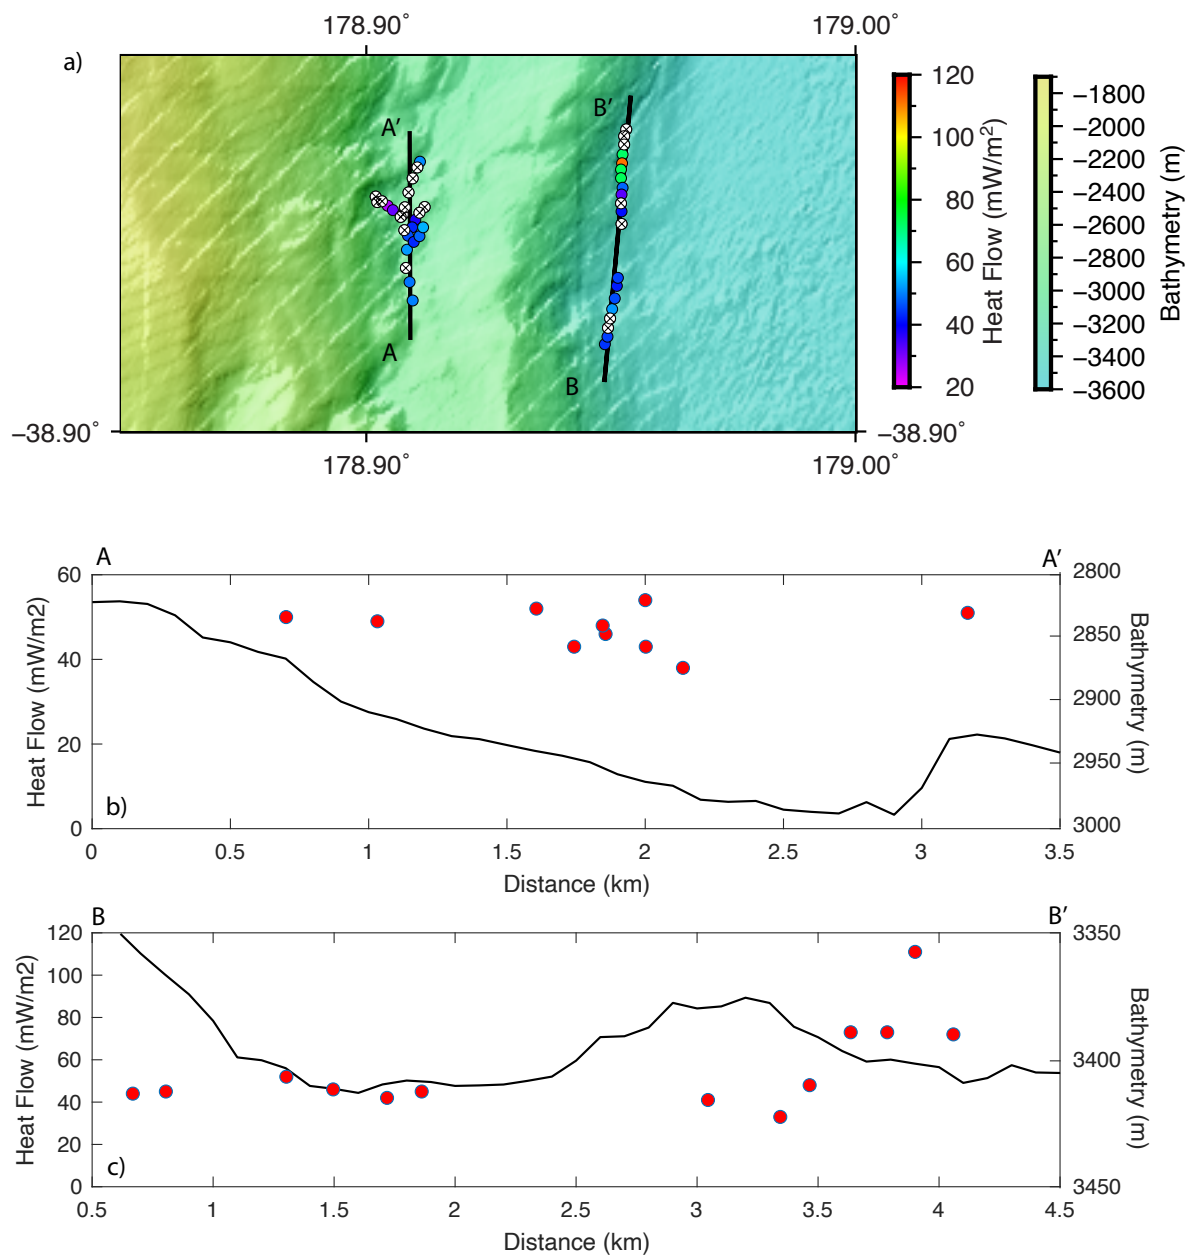 178.90° 179.00°
a)
A’
A
B’
B
−38.90° −38.90°
178.90° 179.00°
120
100
80
60
40
20
Heat Flow (mW/m²)
−1800
−2000
−2200
−2400
−2600
−2800
−3000
−3200
−3400
−3600
Bathymetry (m)
A A’
60
40
20
0
Heat Flow (mW/m2)
2800
2850
2900
2950
3000
Bathymetry (m)
b)
0 0.5 1 1.5 2 2.5 3 3.5
Distance (km)
B B’
120
100
80
60
40
20
0
Heat Flow (mW/m2)
3350
3400
3450
Bathymetry (m)
c)
0.5 1 1.5 2 2.5 3 3.5 4 4.5
Distance (km)